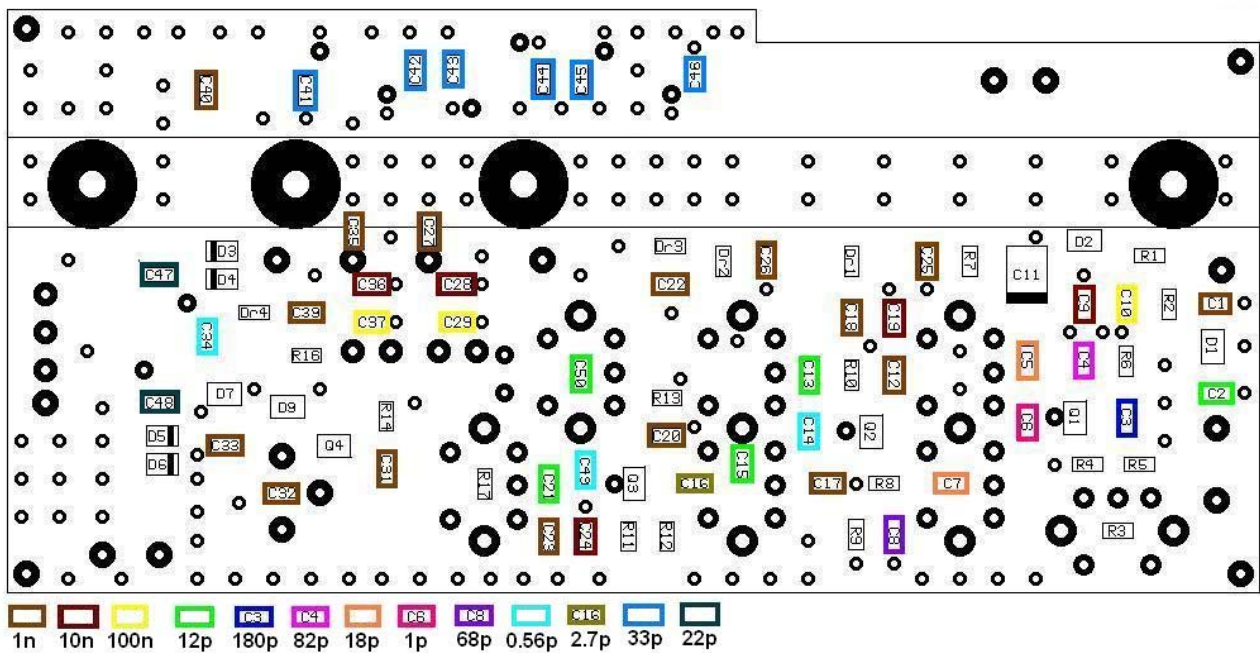 C40 C41 C42 C43 C44 C45 C46
C35 C27
C47 D3 Dr3 Dr2 C26 Dr1 C25 R7 D2 R1
D4 C36 C28 C22 C11
Dr4 C39 C9 C10 R2 C1
C34 C37 C29 C18 C19
R16 C50 C13 R10 C12 C5 C4 R6 D1
C48 D7 D9 R14 R13 C2
D5 C33 Q4 C20 C14 Q2 C6 Q1 C3
D6 C31 C15 R4 R5
C32 R17 C21 C49 Q3 C16 C17 R8 C7
C23 C24 R11 R12 R9 C8 R3
C3 C4 C6 C8 C16
1n 10n 100n 12p 180p 82p 18p 1p 68p 0.56p 2.7p 33p 22p